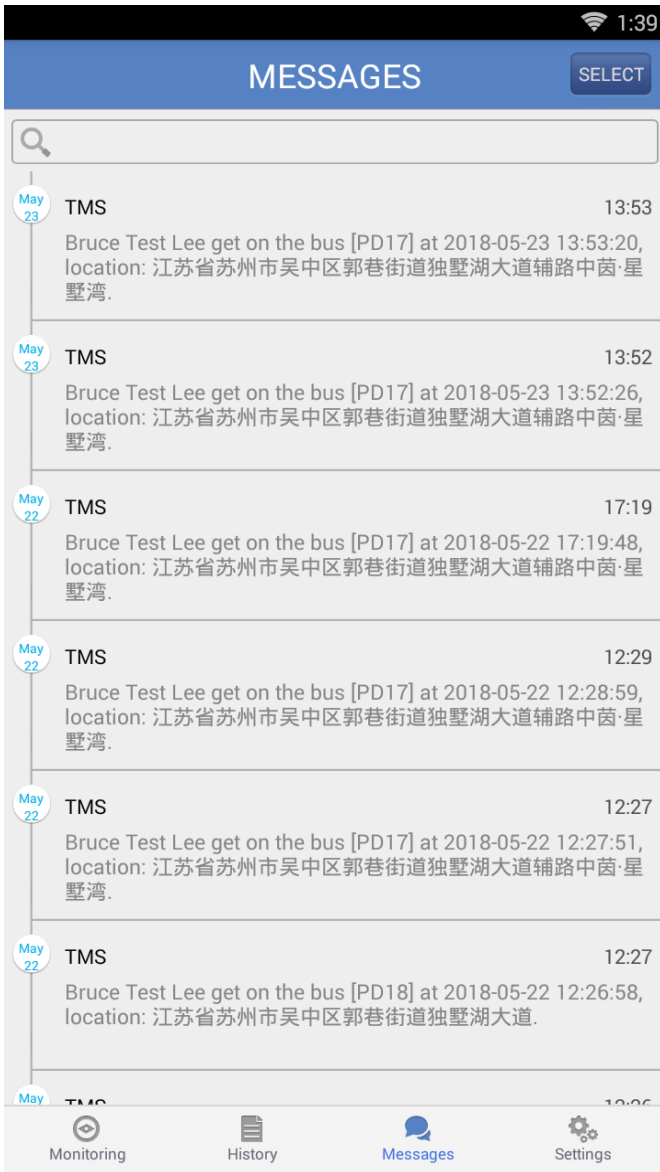 1:39
MESSAGES
SELECT
May
23
TMS
13:53
Bruce Test Lee get on the bus [PD17] at 2018-05-23 13:53:20,
location: 江苏省苏州市吴中区郭巷街道独墅湖大道辅路中茵·星
墅湾.
May
23
TMS
13:52
Bruce Test Lee get on the bus [PD17] at 2018-05-23 13:52:26,
location: 江苏省苏州市吴中区郭巷街道独墅湖大道辅路中茵·星
墅湾.
May
22
TMS
17:19
Bruce Test Lee get on the bus [PD17] at 2018-05-22 17:19:48,
location: 江苏省苏州市吴中区郭巷街道独墅湖大道辅路中茵·星
墅湾.
May
22
TMS
12:29
Bruce Test Lee get on the bus [PD17] at 2018-05-22 12:28:59,
location: 江苏省苏州市吴中区郭巷街道独墅湖大道辅路中茵·星
墅湾.
May
22
TMS
12:27
Bruce Test Lee get on the bus [PD17] at 2018-05-22 12:27:51,
location: 江苏省苏州市吴中区郭巷街道独墅湖大道辅路中茵·星
墅湾.
May
22
TMS
12:27
Bruce Test Lee get on the bus [PD18] at 2018-05-22 12:26:58,
location: 江苏省苏州市吴中区郭巷街道独墅湖大道.
May
TMS
Monitoring
History
Messages
Settings